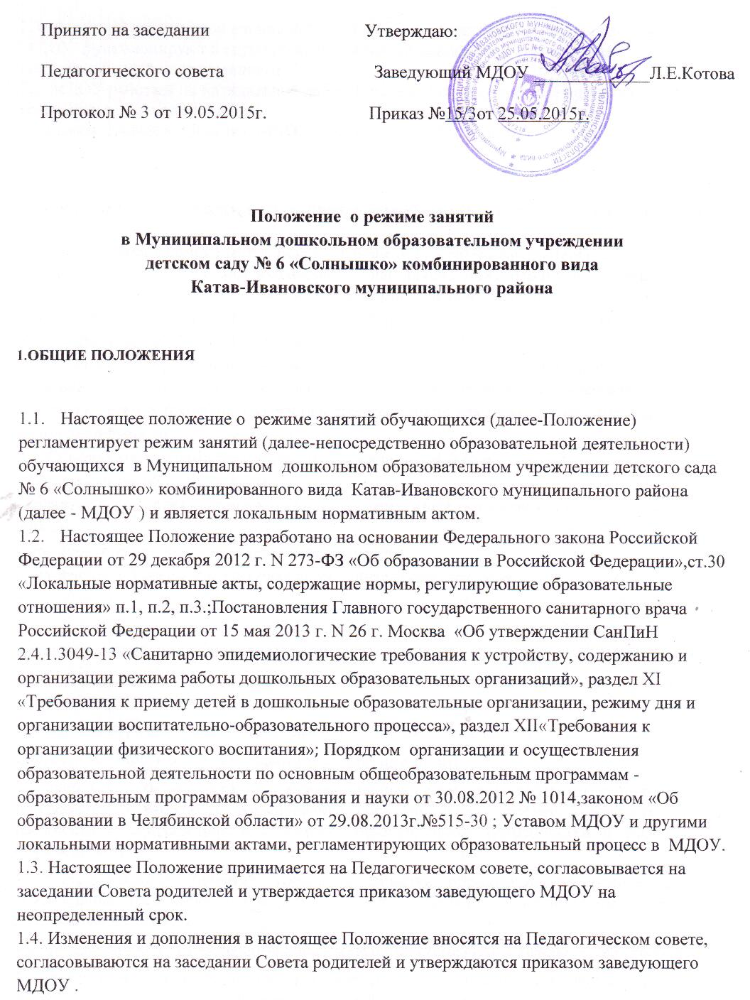 Принято на заседании Утверждаю:
Педагогического совета Заведующий МДОУ ______________Л.Е.Котова
Протокол № 3 от 19.05.2015г. Приказ №15/3от 25.05.2015г.
Положение о режиме занятий
в Муниципальном дошкольном образовательном учреждении
детском саду № 6 «Солнышко» комбинированного вида
Катав-Ивановского муниципального района
1.ОБЩИЕ ПОЛОЖЕНИЯ
1.1. Настоящее положение о режиме занятий обучающихся (далее-Положение)
регламентирует режим занятий (далее-непосредственно образовательной деятельности)
обучающихся в Муниципальном дошкольном образовательном учреждении детского сада
№ 6 «Солнышко» комбинированного вида Катав-Ивановского муниципального района
(далее - МДОУ ) и является локальным нормативным актом.
1.2. Настоящее Положение разработано на основании Федерального закона Российской
Федерации от 29 декабря 2012 г. N 273-ФЗ «Об образовании в Российской Федерации»,ст.30
«Локальные нормативные акты, содержащие нормы, регулирующие образовательные
отношения» п.1, п.2, п.3.;Постановления Главного государственного санитарного врача
Российской Федерации от 15 мая 2013 г. N 26 г. Москва «Об утверждении СанПиН
2.4.1.3049-13 «Санитарно эпидемиологические требования к устройству, содержанию и
организации режима работы дошкольных образовательных организаций», раздел XI
«Требования к приему детей в дошкольные образовательные организации, режиму дня и
организации воспитательно-образовательного процесса», раздел XII«Требования к
организации физического воспитания»; Порядком организации и осуществления
образовательной деятельности по основным общеобразовательным программам -
образовательным программам образования и науки от 30.08.2012 № 1014,законом «Об
образовании в Челябинской области» от 29.08.2013г.№515-30 ; Уставом МДОУ и другими
локальными нормативными актами, регламентирующих образовательный процесс в МДОУ.
1.3. Настоящее Положение принимается на Педагогическом совете, согласовывается на
заседании Совета родителей и утверждается приказом заведующего МДОУ на
неопределенный срок.
1.4. Изменения и дополнения в настоящее Положение вносятся на Педагогическом совете,
согласовываются на заседании Совета родителей и утверждаются приказом заведующего
МДОУ .